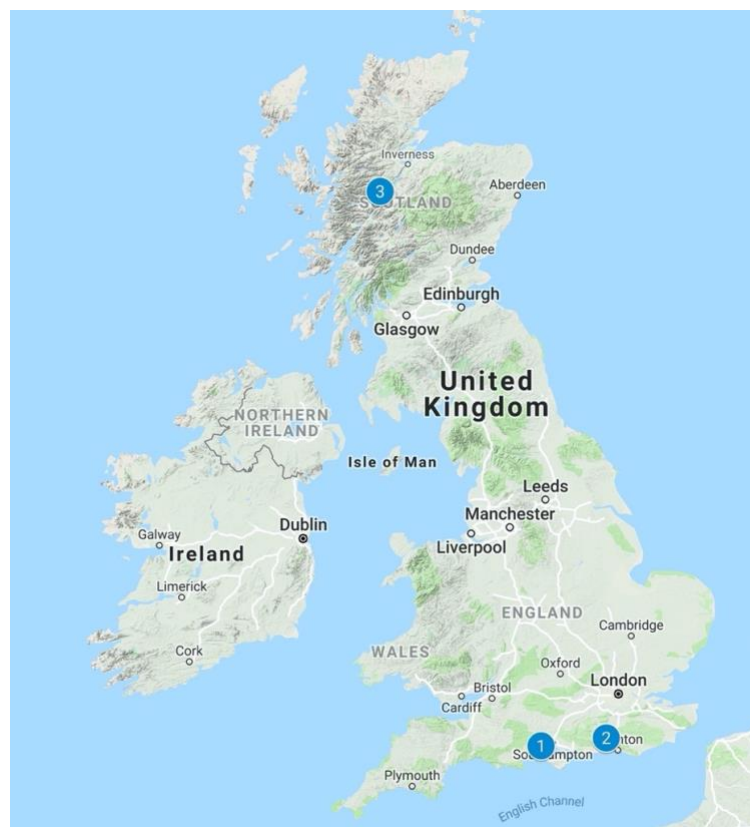 Inverness
3
SCOTLAND
Aberdeen
Dundee
Edinburgh
Glasgow
United
Kingdom
NORTHERN
IRELAND
Isle of Man
Leeds
Manchester
Liverpool
Dublin
Galway
Ireland
Limerick
Cork
ENGLAND
Cambridge
WALES
Oxford
London
Bristol
Cardiff
1
2
nton
Plymouth
English Channel